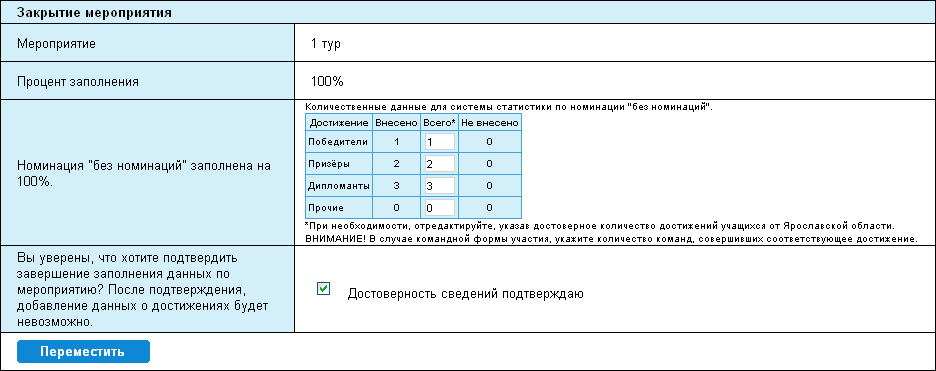 Закрытие мероприятия
Мероприятие
1 тур
Процент заполнения
100%
Номинация "без номинаций" заполнена на
100%.
Количественные данные для системы статистики по номинации "без номинаций".
Достижение Внесено Всего* Не внесено
Победители 1 1 0
Призёры 2 2 0
Дипломанты 3 3 0
Прочие 0 0 0
*При необходимости, отредактируйте, указав достоверное количество достижений учащихся от Ярославской области.
ВНИМАНИЕ! В случае командной формы участия, укажите количество команд, совершивших соответствующее достижение.
Вы уверены, что хотите подтвердить
завершение заполнения данных по
мероприятию? После подтверждения,
добавление данных о достижениях будет
невозможно.
Достоверность сведений подтверждаю
Переместить